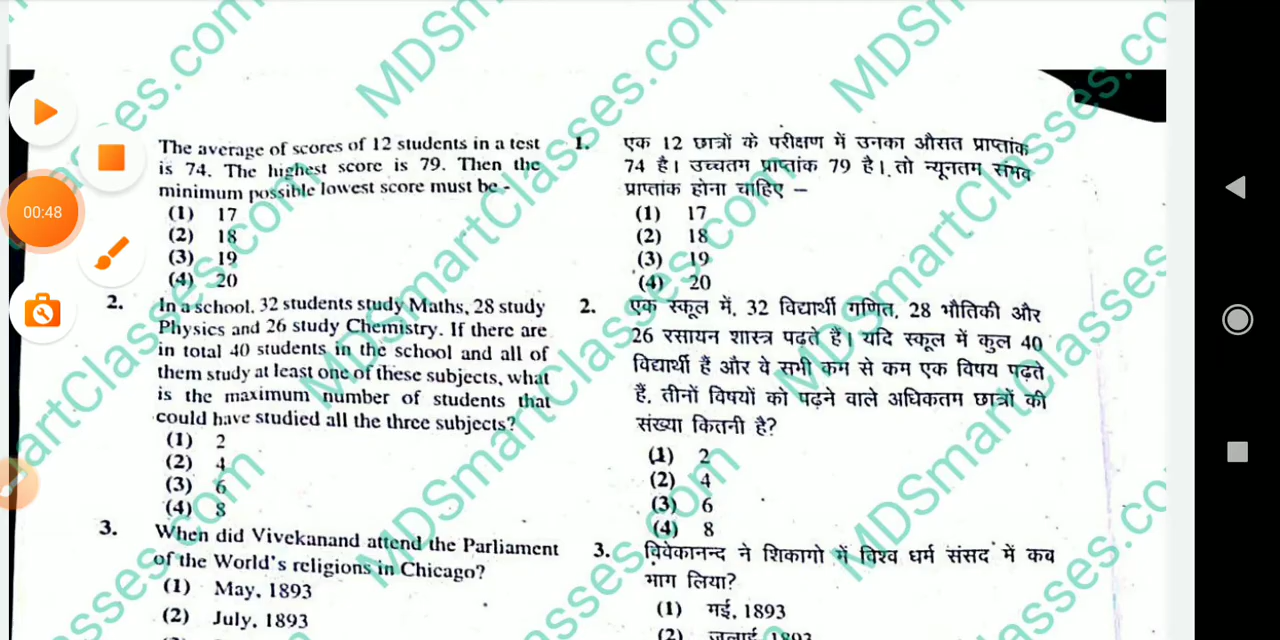 The average of scores of 12 students in a test
is 74. The highest score is 79. Then the
minimum possible lowest score must be -
(1) 17
(2) 18
(3) 19
(4) 20
2. In a school, 32 students study Maths, 28 study
Physics and 26 study Chemistry. If there are
in total 40 students in the school and all of
them study at least one of these subjects, what
is the maximum number of students that
could have studied all the three subjects?
(1) 2
(2) 4
(3) 6
(4) 8
3. When did Vivekanand attend the Parliament
of the World's religions in Chicago?
(1) May, 1893
(2) July, 1893
1. एक 12 छात्रों के परीक्षण में उनका औसत प्राप्तांक
74 है। उच्चतम प्राप्तांक 79 है। तो न्यूनतम संभव
प्राप्तांक होना चाहिए –
(1) 17
(2) 18
(3) 19
(4) 20
2. एक स्कूल में, 32 विद्यार्थी गणित, 28 भौतिकी और
26 रसायन शास्त्र पढ़ते हैं। यदि स्कूल में कुल 40
विद्यार्थी हैं और वे सभी कम से कम एक विषय पढ़ते
हैं, तीनों विषयों को पढ़ने वाले अधिकतम छात्रों की
संख्या कितनी है?
(1) 2
(2) 4
(3) 6
(4) 8
3. विवेकानन्द ने शिकागो में विश्व धर्म संसद में कब
भाग लिया?
(1) मई, 1893
(2) जुलाई, 1893
00:48
MDSmartClasses.com